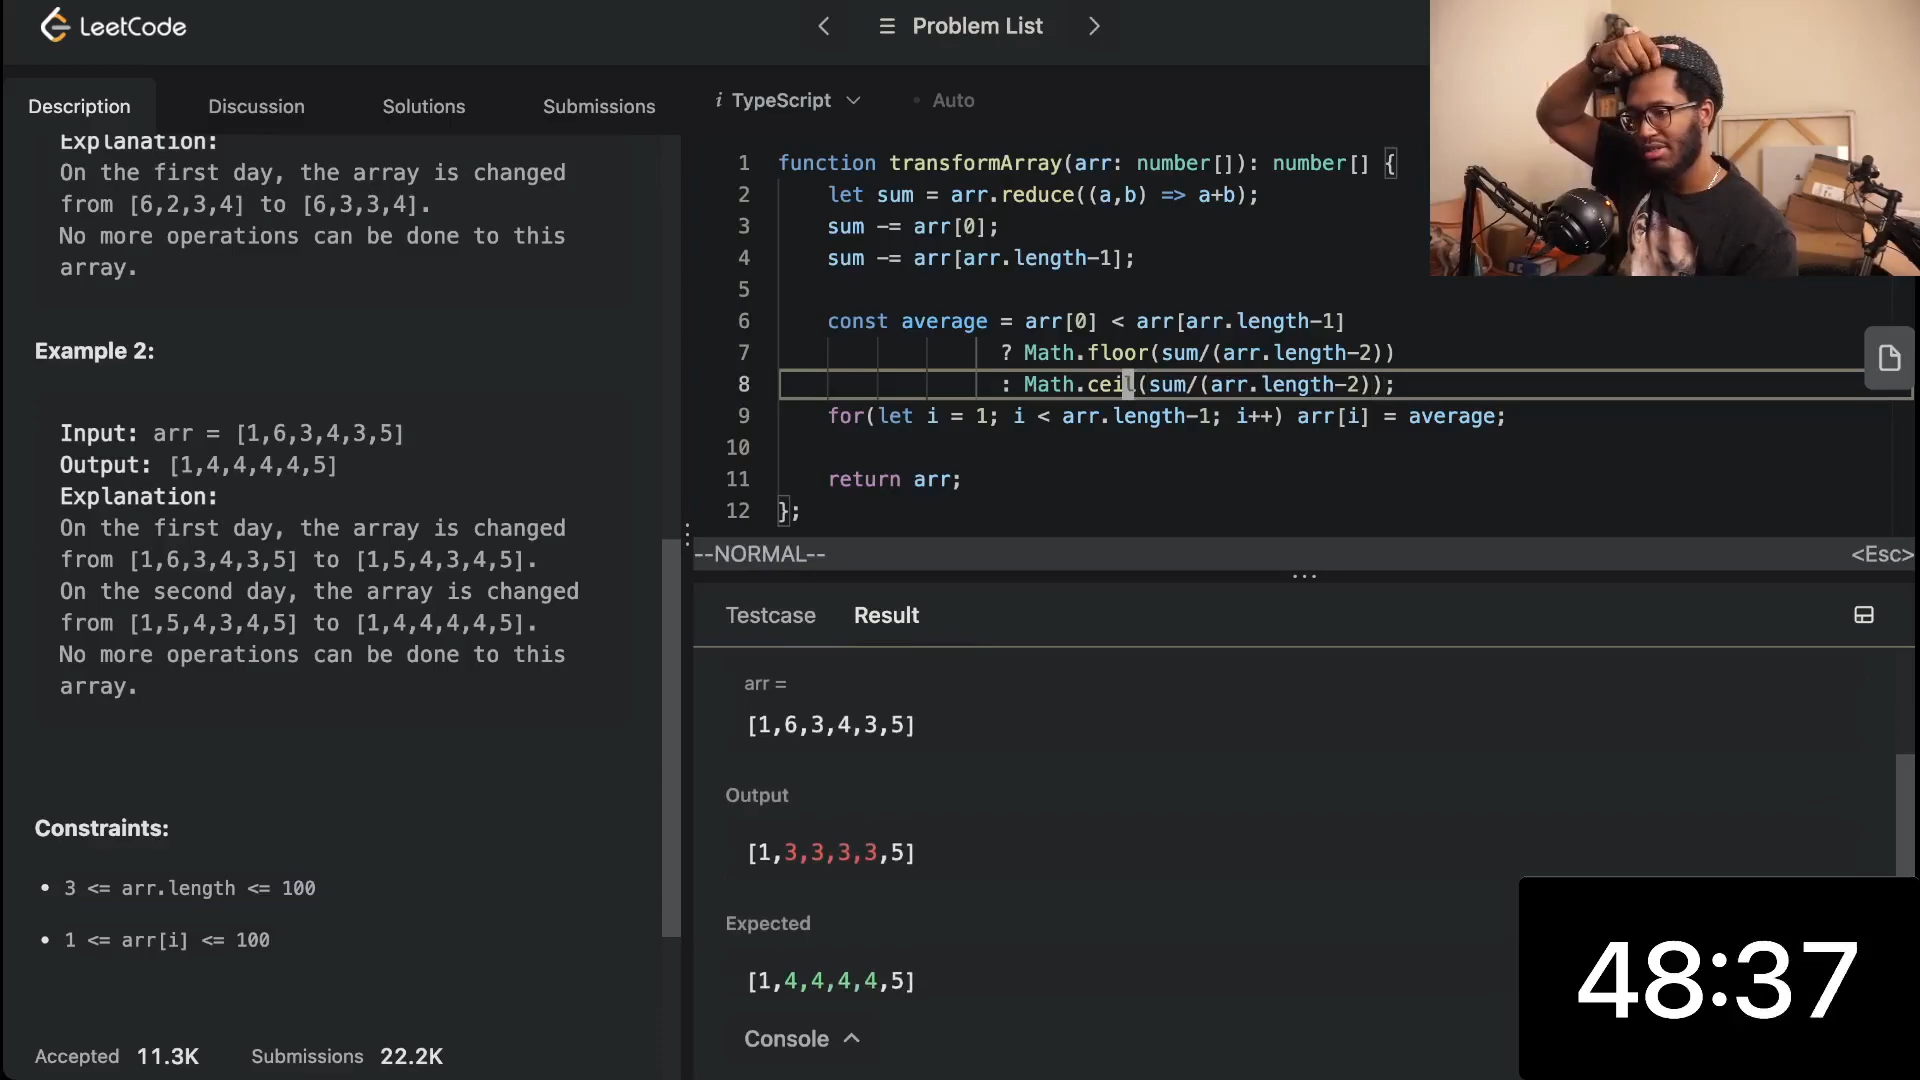 LeetCode
Problem List
Description
Discussion
Solutions
Submissions
Explanation:
On the first day, the array is changed
from [6,2,3,4] to [6,3,3,4].
No more operations can be done to this
array.
Example 2:
Input: arr = [1,6,3,4,3,5]
Output: [1,4,4,4,4,5]
Explanation:
On the first day, the array is changed
from [1,6,3,4,3,5] to [1,5,4,3,4,5].
On the second day, the array is changed
from [1,5,4,3,4,5] to [1,4,4,4,4,5].
No more operations can be done to this
array.
Constraints:
• 3 <= arr.length <= 100
• 1 <= arr[i] <= 100
Accepted 11.3K Submissions 22.2K
i TypeScript
• Auto
1 function transformArray(arr: number[]): number[] {
2 let sum = arr.reduce((a,b) => a+b);
3 sum -= arr[0];
4 sum -= arr[arr.length-1];
5
6 const average = arr[0] < arr[arr.length-1]
7 ? Math.floor(sum/(arr.length-2))
8 : Math.ceil(sum/(arr.length-2));
9 for(let i = 1; i < arr.length-1; i++) arr[i] = average;
10
11 return arr;
12 };
--NORMAL-- <Esc>
Testcase
Result
arr =
[1,6,3,4,3,5]
Output
[1,3,3,3,3,5]
Expected
[1,4,4,4,4,5]
Console
48:37